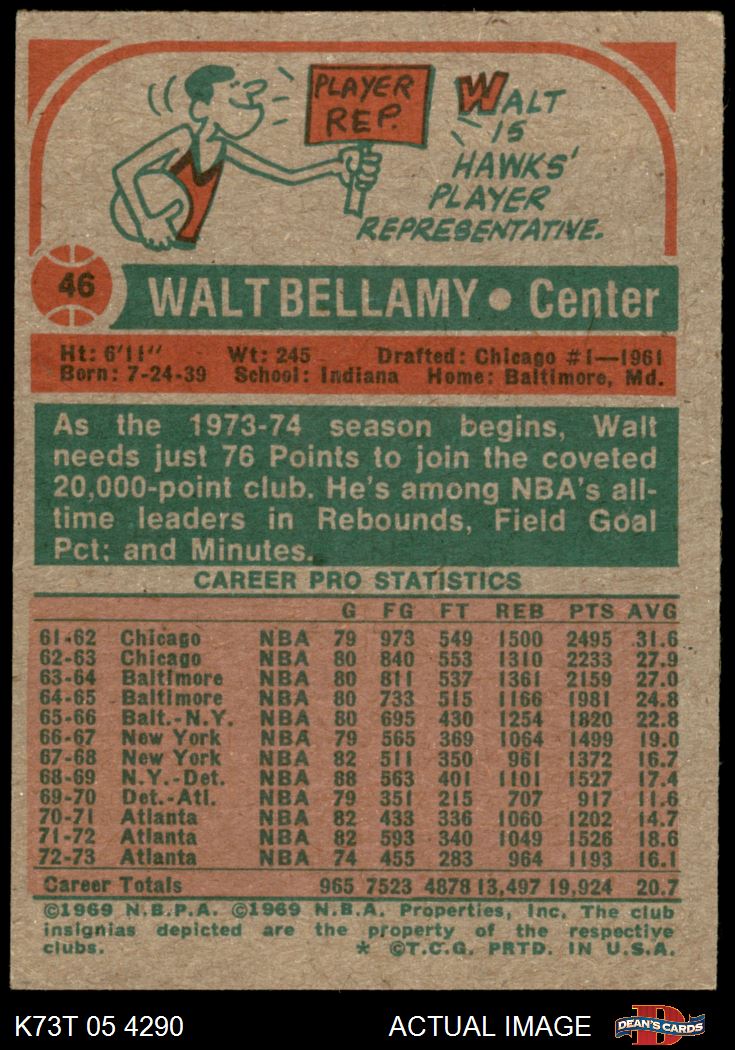 PLAYER
REP.
WALT
IS
HAWKS'
PLAYER
REPRESENTATIVE.
46
WALT BELLAMY • Center
Ht: 6'11" Wt: 245 Drafted: Chicago #1—1961
Born: 7-24-39 School: Indiana Home: Baltimore, Md.
As the 1973-74 season begins, Walt
needs just 76 Points to join the coveted
20,000-point club. He's among NBA's all-
time leaders in Rebounds, Field Goal
Pct; and Minutes.
CAREER PRO STATISTICS
G FG FT REB PTS AVG
61-62 Chicago NBA 79 973 549 1500 2495 31.6
62-63 Chicago NBA 80 840 553 1310 2233 27.9
63-64 Baltimore NBA 80 811 537 1361 2159 27.0
64-65 Baltimore NBA 80 733 515 1166 1981 24.8
65-66 Balt.-N.Y. NBA 80 695 430 1254 1820 22.8
66-67 New York NBA 79 565 369 1064 1499 19.0
67-68 New York NBA 82 511 350 961 1372 16.7
68-69 N.Y.-Det. NBA 88 563 401 1101 1527 17.4
69-70 Det.-Atl. NBA 79 351 215 707 917 11.6
70-71 Atlanta NBA 82 433 336 1060 1202 14.7
71-72 Atlanta NBA 82 593 340 1049 1526 18.6
72-73 Atlanta NBA 74 455 283 964 1193 16.1
Career Totals 965 7523 4878 13,497 19,924 20.7
©1969 N.B.P.A. ©1969 N.B.A. Properties, Inc. The club
insignias depicted are the property of the respective
clubs. * ©T.C.G. PRTD. IN U.S.A.
K73T 05 4290 ACTUAL IMAGE
D
DEAN'S CARDS